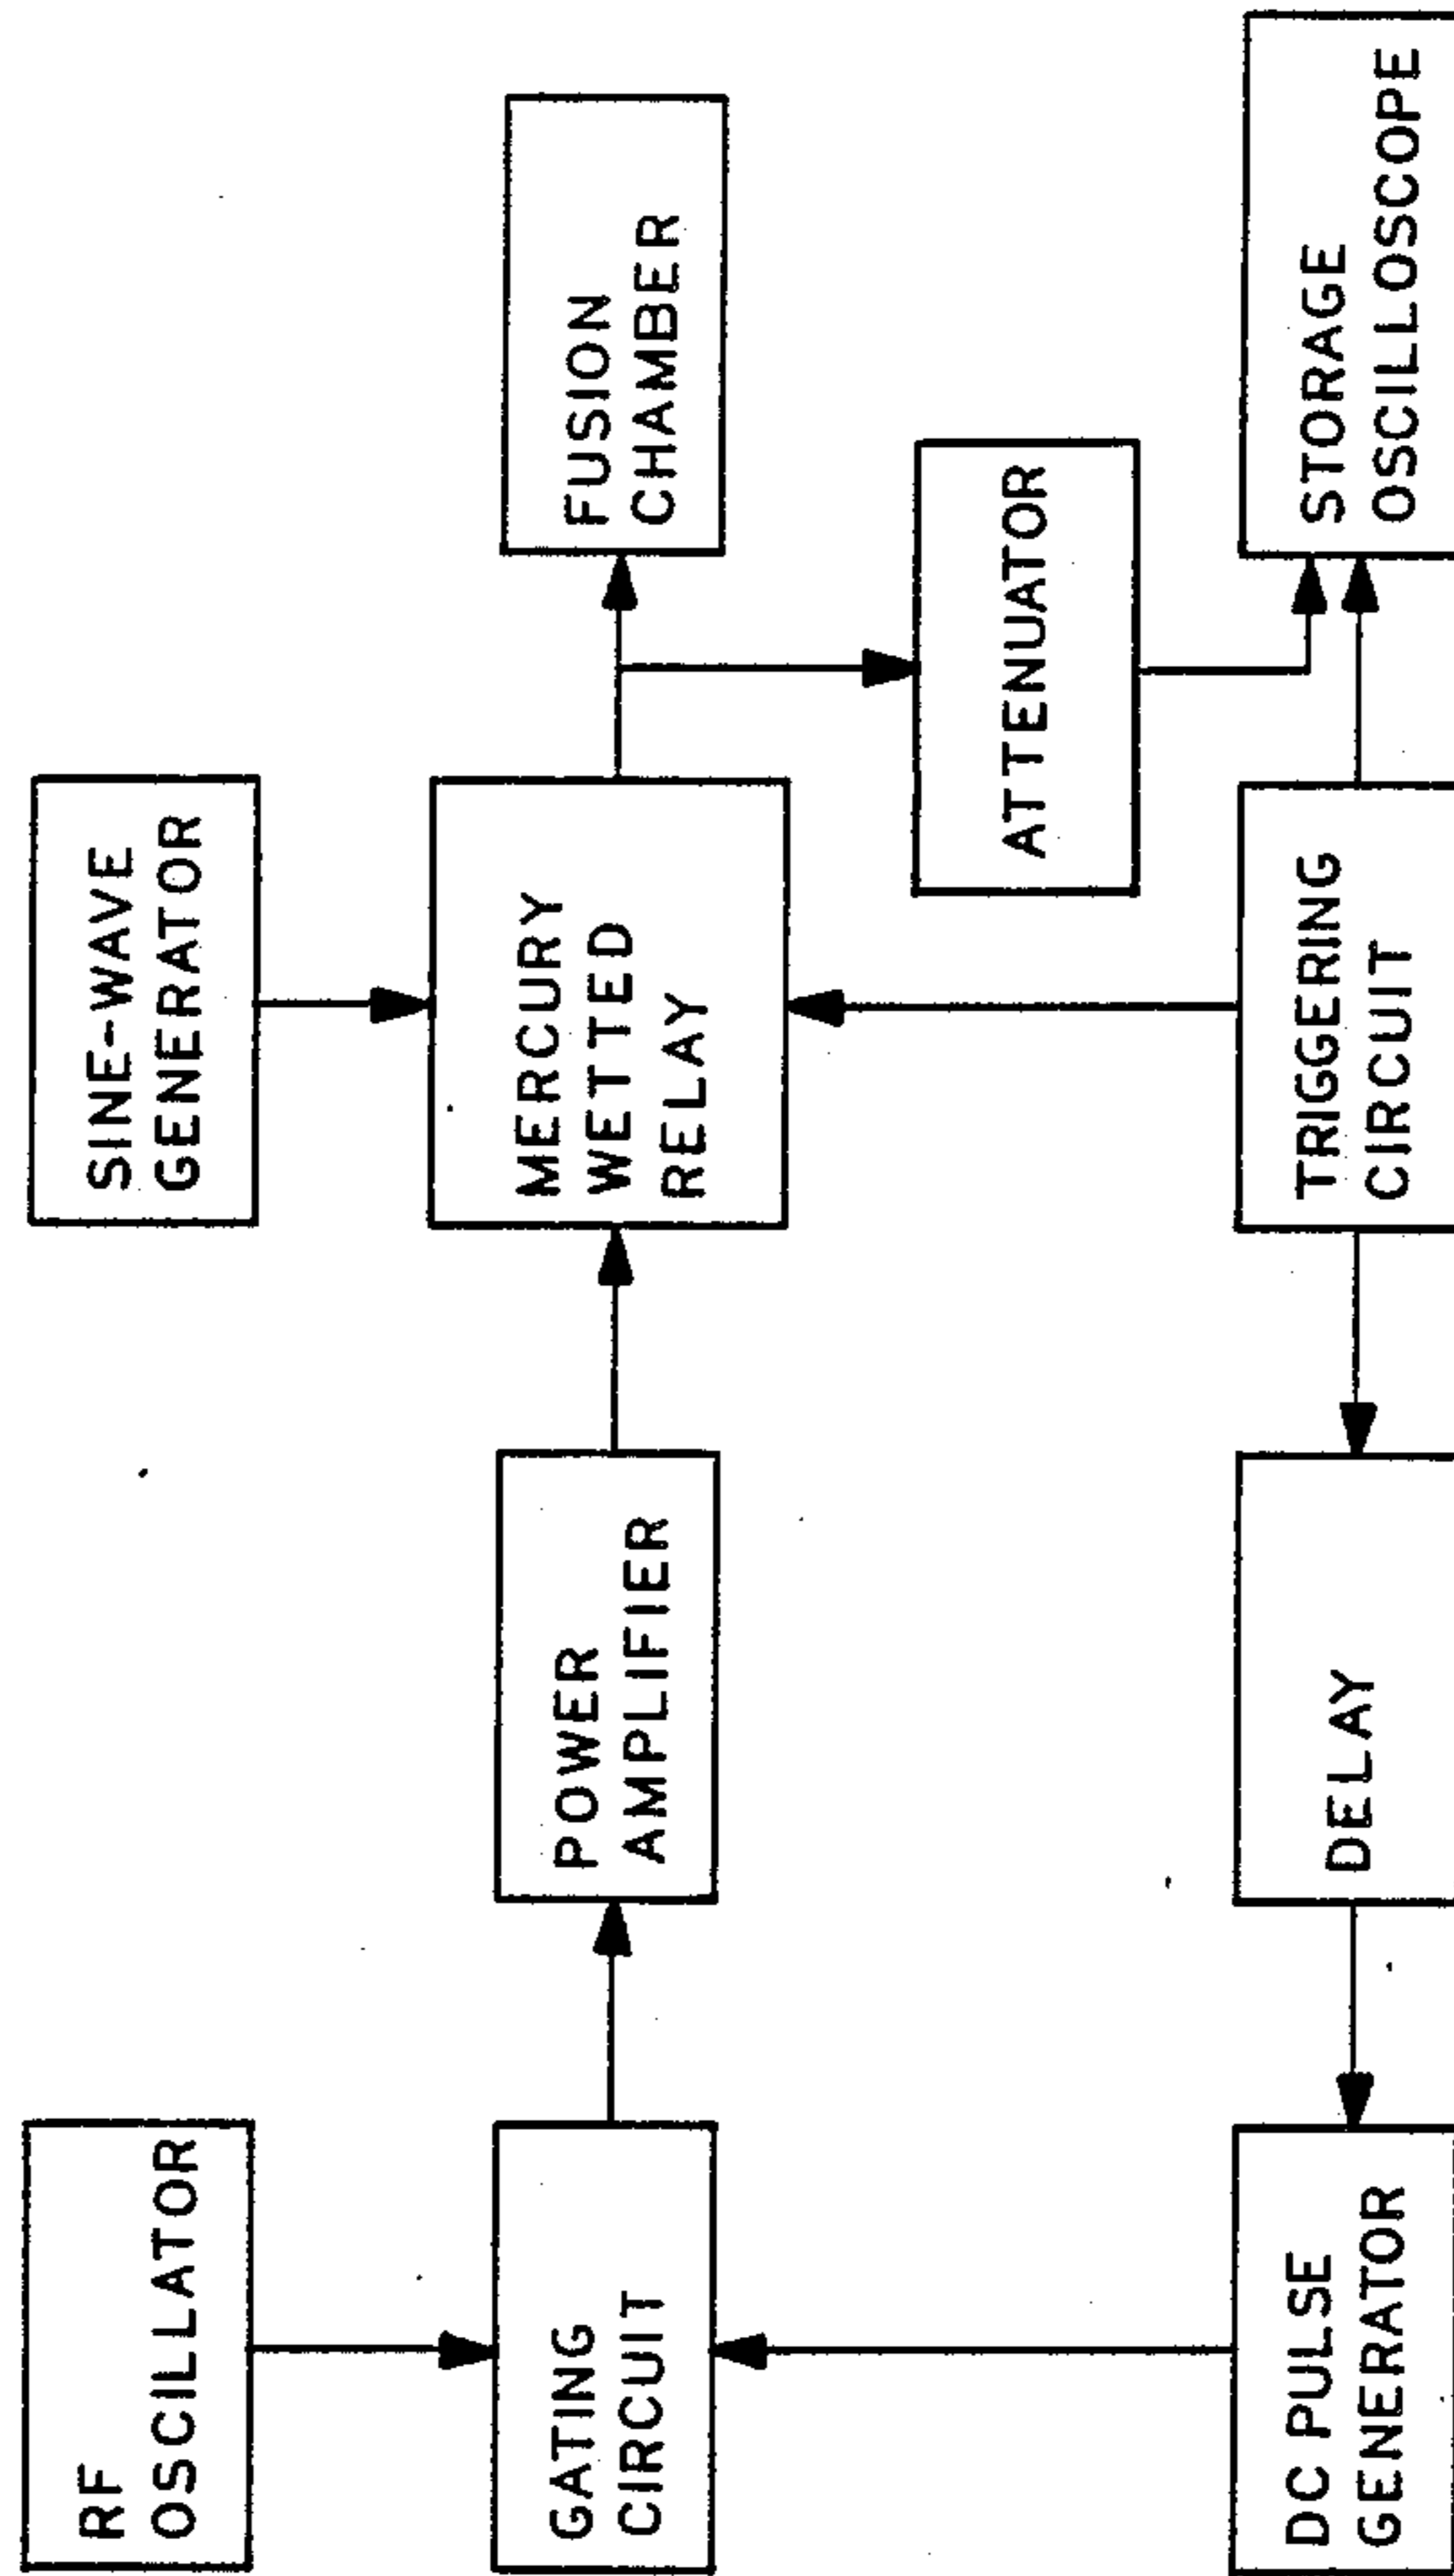 RF
OSCILLATOR
SINE-WAVE
GENERATOR
GATING
CIRCUIT
POWER
AMPLIFIER
MERCURY
WETTED
RELAY
FUSION
CHAMBER
ATTENUATOR
DC PULSE
GENERATOR
DELAY
TRIGGERING
CIRCUIT
STORAGE
OSCILLOSCOPE